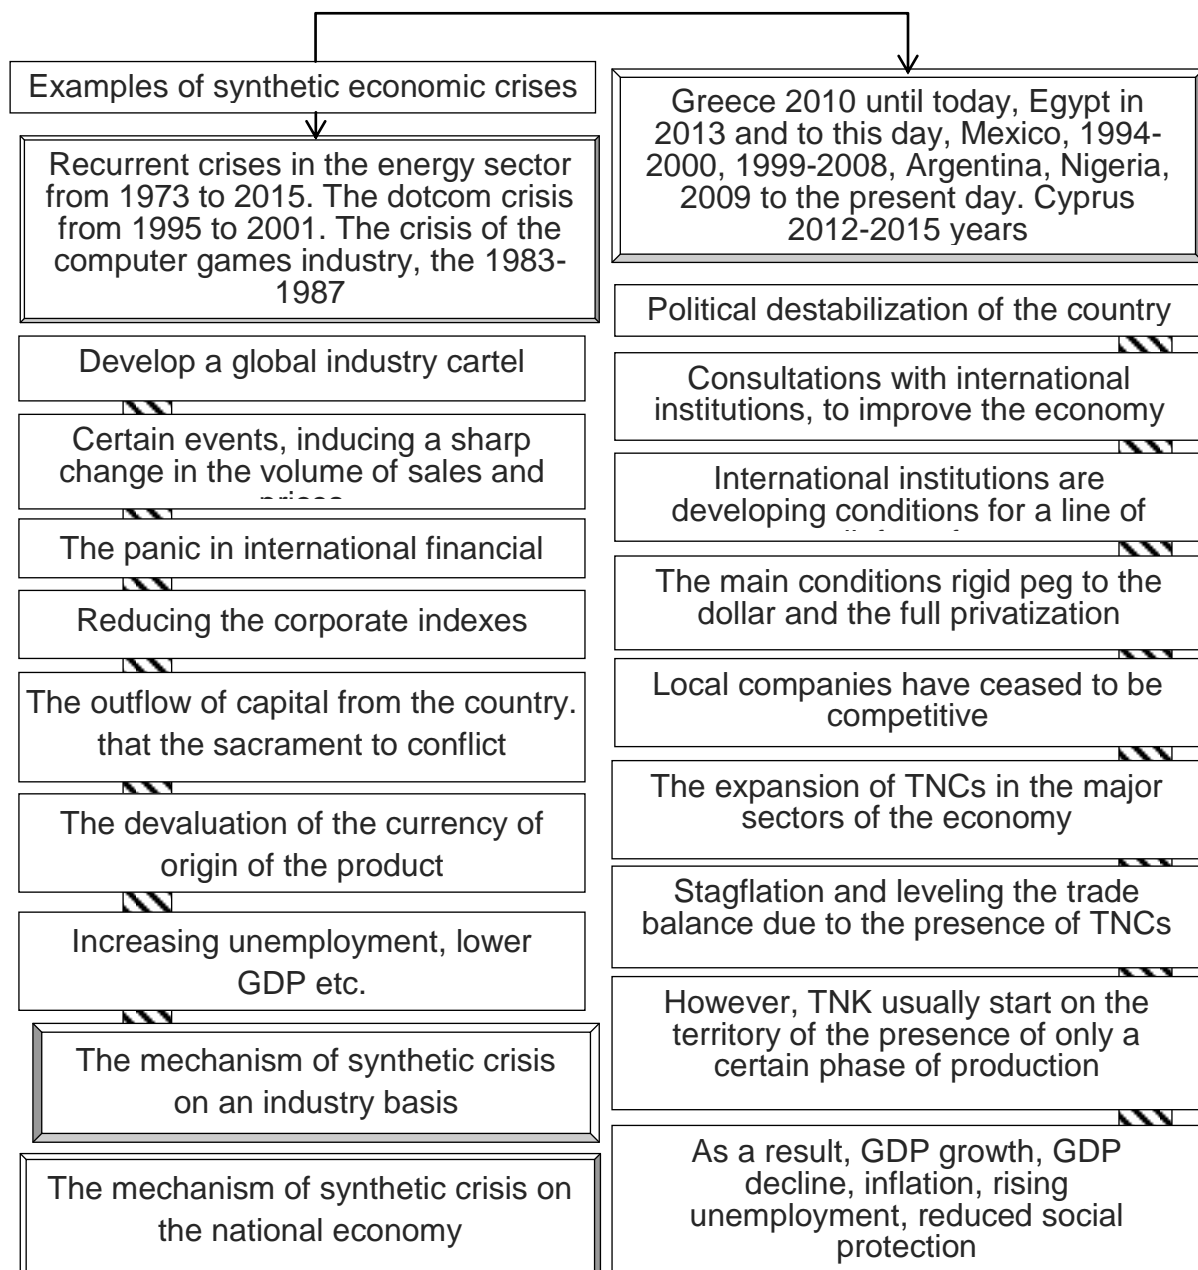 Examples of synthetic economic crises
Recurrent crises in the energy sector
from 1973 to 2015. The dotcom crisis
from 1995 to 2001. The crisis of the
computer games industry, the 1983-
1987
Develop a global industry cartel
Certain events, inducing a sharp
change in the volume of sales and
The panic in international financial
Reducing the corporate indexes
The outflow of capital from the country.
that the sacrament to conflict
The devaluation of the currency of
origin of the product
Increasing unemployment, lower
GDP etc.
The mechanism of synthetic crisis
on an industry basis
The mechanism of synthetic crisis on
the national economy
Greece 2010 until today, Egypt in
2013 and to this day, Mexico, 1994-
2000, 1999-2008, Argentina, Nigeria,
2009 to the present day. Cyprus
2012-2015 years
Political destabilization of the country
Consultations with international
institutions, to improve the economy
International institutions are
developing conditions for a line of
The main conditions rigid peg to the
dollar and the full privatization
Local companies have ceased to be
competitive
The expansion of TNCs in the major
sectors of the economy
Stagflation and leveling the trade
balance due to the presence of TNCs
However, TNK usually start on the
territory of the presence of only a
certain phase of production
As a result, GDP growth, GDP
decline, inflation, rising
unemployment, reduced social
protection